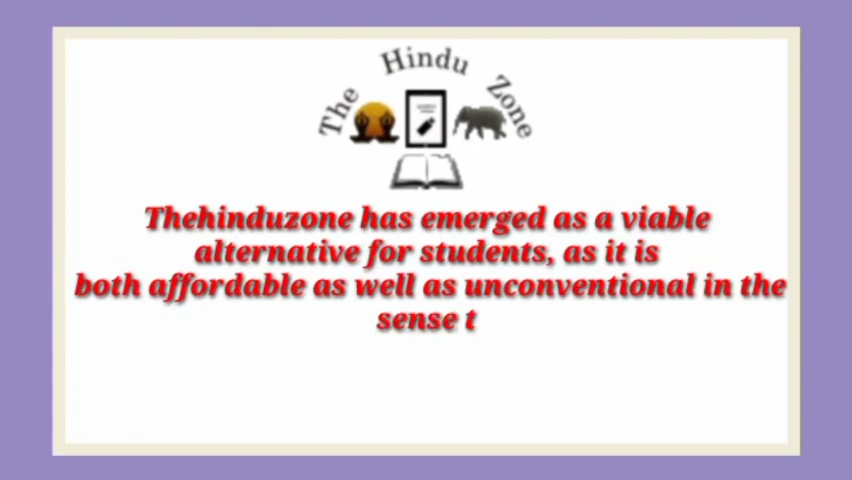 The Hindu Zone
Thehinduzone has emerged as a viable
alternative for students, as it is
both affordable as well as unconventional in the
sense t